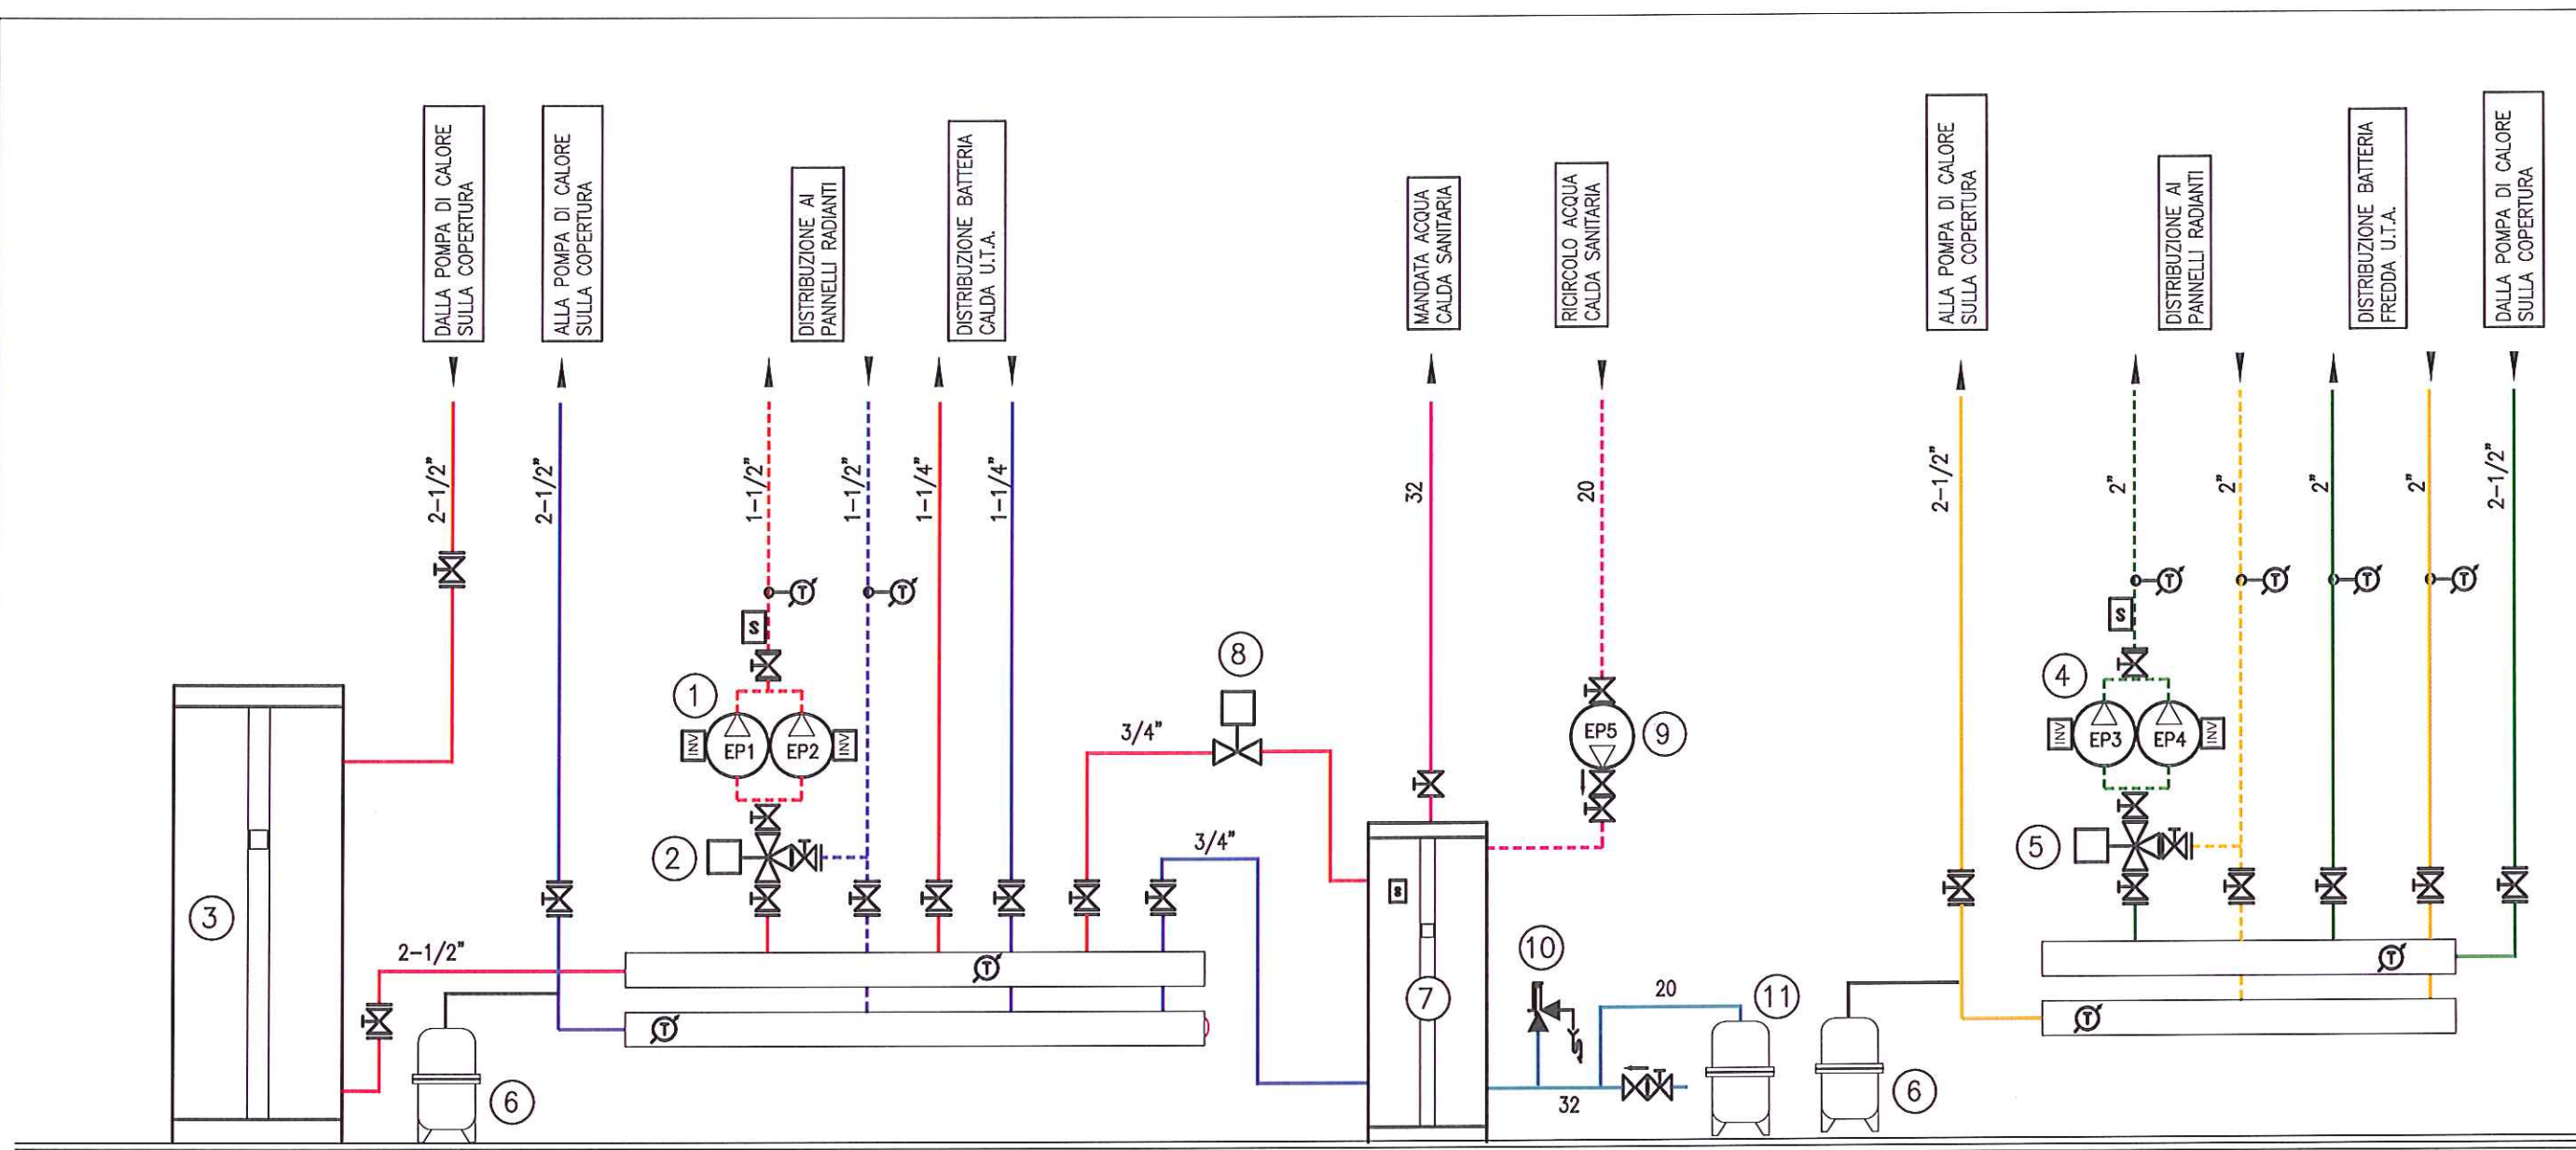 DALLA POMPA DI CALORE
SULLA COPERTURA
ALLA POMPA DI CALORE
SULLA COPERTURA
DISTRIBUZIONE AI
PANNELLI RADIANTI
DISTRIBUZIONE BATTERIA
CALDA U.T.A.
MANDATA ACQUA
CALDA SANITARIA
RICIRCOLO ACQUA
CALDA SANITARIA
ALLA POMPA DI CALORE
SULLA COPERTURA
DISTRIBUZIONE AI
PANNELLI RADIANTI
DISTRIBUZIONE BATTERIA
FREDDA U.T.A.
DALLA POMPA DI CALORE
SULLA COPERTURA
2-1/2"
2-1/2"
1-1/2"
1-1/2"
1-1/4"
1-1/4"
32
20
2-1/2"
2"
2"
2"
2"
2-1/2"
T
T
T
T
T
T
S
S
8
1
4
INV
EP1
EP2
INV
3/4"
EP5
9
INV
EP3
EP4
INV
2
3/4"
5
3
S
2-1/2"
T
10
T
7
20
11
T
T
6
32
6